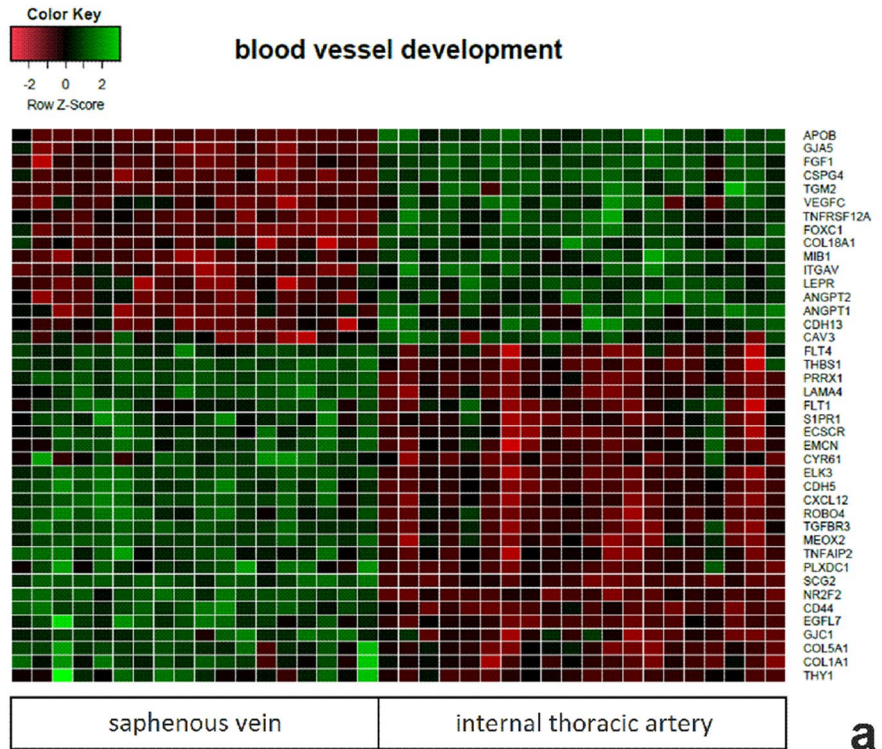 Color Key
-2 0 2
Row Z-Score
blood vessel development
APOB
GJA5
FGF1
CSPG4
TGM2
VEGFC
TNFRSF12A
FOXC1
COL18A1
MIB1
ITGAV
LEPR
ANGPT2
ANGPT1
CDH13
CAV3
FLT4
THBS1
PRRX1
LAMA4
FLT1
S1PR1
ECSCR
EMCN
CYR61
ELK3
CDH5
CXCL12
ROBO4
TGFBR3
MEOX2
TNFAIP2
PLXDC1
SCG2
NR2F2
CD44
EGFL7
GJC1
COL5A1
COL1A1
THY1
saphenous vein internal thoracic artery
a